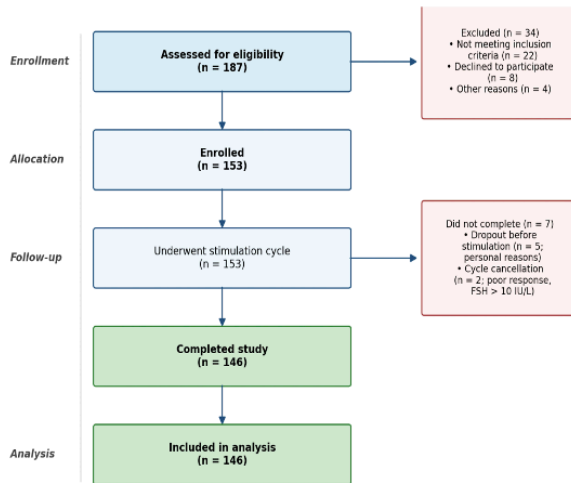 Enrollment
Assessed for eligibility
(n = 187)
Excluded (n = 34)
• Not meeting inclusion
criteria (n = 22)
• Declined to participate
(n = 8)
• Other reasons (n = 4)
Allocation
Enrolled
(n = 153)
Follow-up
Underwent stimulation cycle
(n = 153)
Did not complete (n = 7)
• Dropout before
stimulation (n = 5;
personal reasons)
• Cycle cancellation
(n = 2; poor response,
FSH > 10 IU/L)
Completed study
(n = 146)
Analysis
Included in analysis
(n = 146)